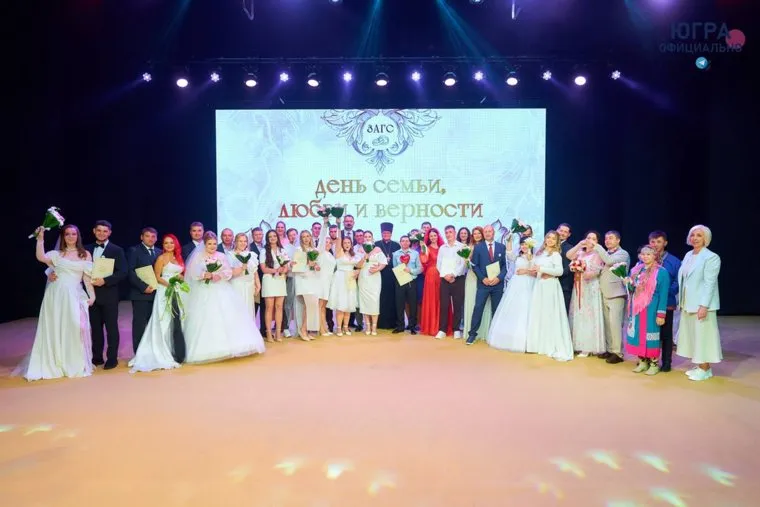 ЮГРА
ОФИЦИАЛЬНО
ЗАГС
ДЕНЬ СЕМЬИ,
ЛЮБВИ И ВЕРНОСТИ